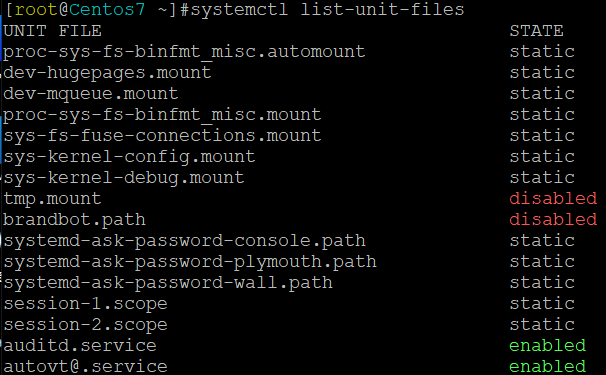 [root@Centos7 ~]#systemctl list-unit-files
UNIT FILE STATE
proc-sys-fs-binfmt_misc.automount static
dev-hugepages.mount static
dev-mqueue.mount static
proc-sys-fs-binfmt_misc.mount static
sys-fs-fuse-connections.mount static
sys-kernel-config.mount static
sys-kernel-debug.mount static
tmp.mount disabled
brandbot.path disabled
systemd-ask-password-console.path static
systemd-ask-password-plymouth.path static
systemd-ask-password-wall.path static
session-1.scope static
session-2.scope static
auditd.service enabled
autovt@.service enabled